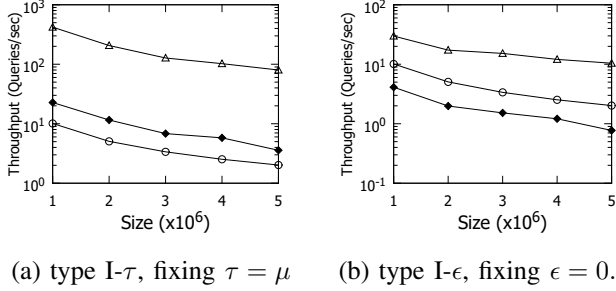 Throughput (Queries/sec)
10³
10²
10¹
10⁰
1 2 3 4 5
Size (x10⁶)
(a) type I-τ, fixing τ = μ
Throughput (Queries/sec)
10²
10¹
10⁰
10⁻¹
1 2 3 4 5
Size (x10⁶)
(b) type I-ϵ, fixing ϵ = 0.